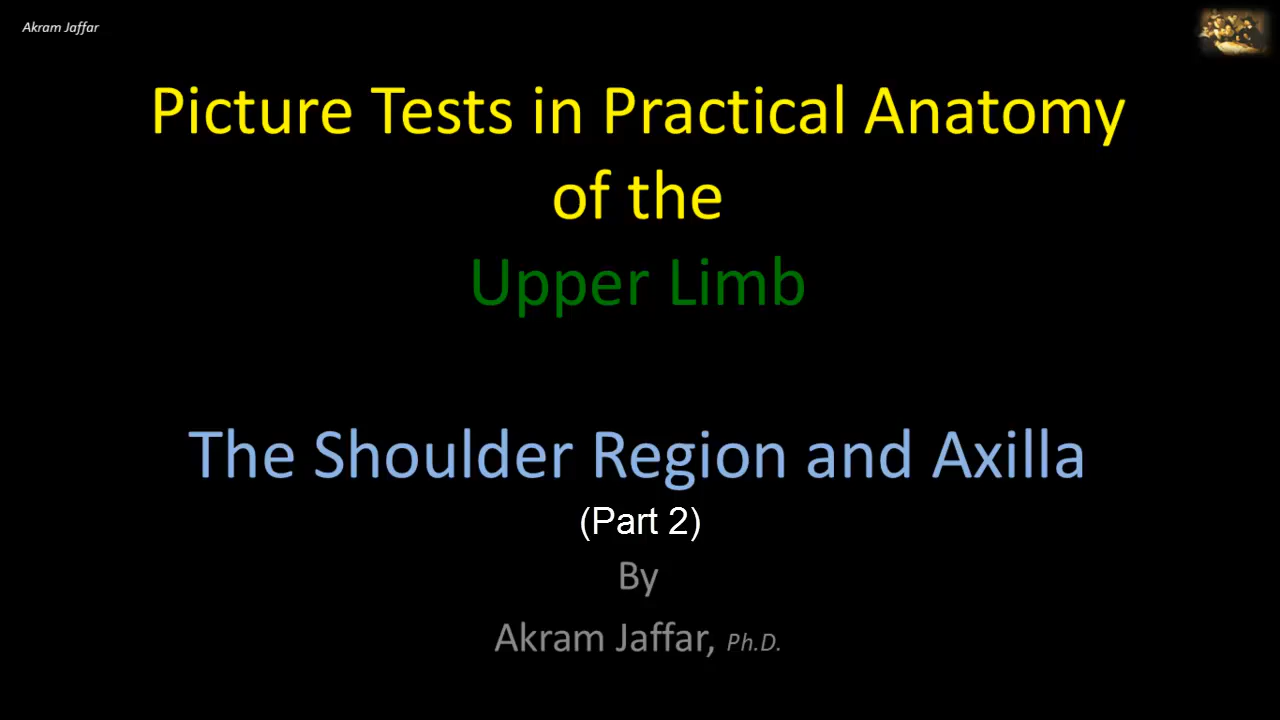 Akram Jaffar
Picture Tests in Practical Anatomy
of the
Upper Limb
The Shoulder Region and Axilla
(Part 2)
By
Akram Jaffar, Ph.D.